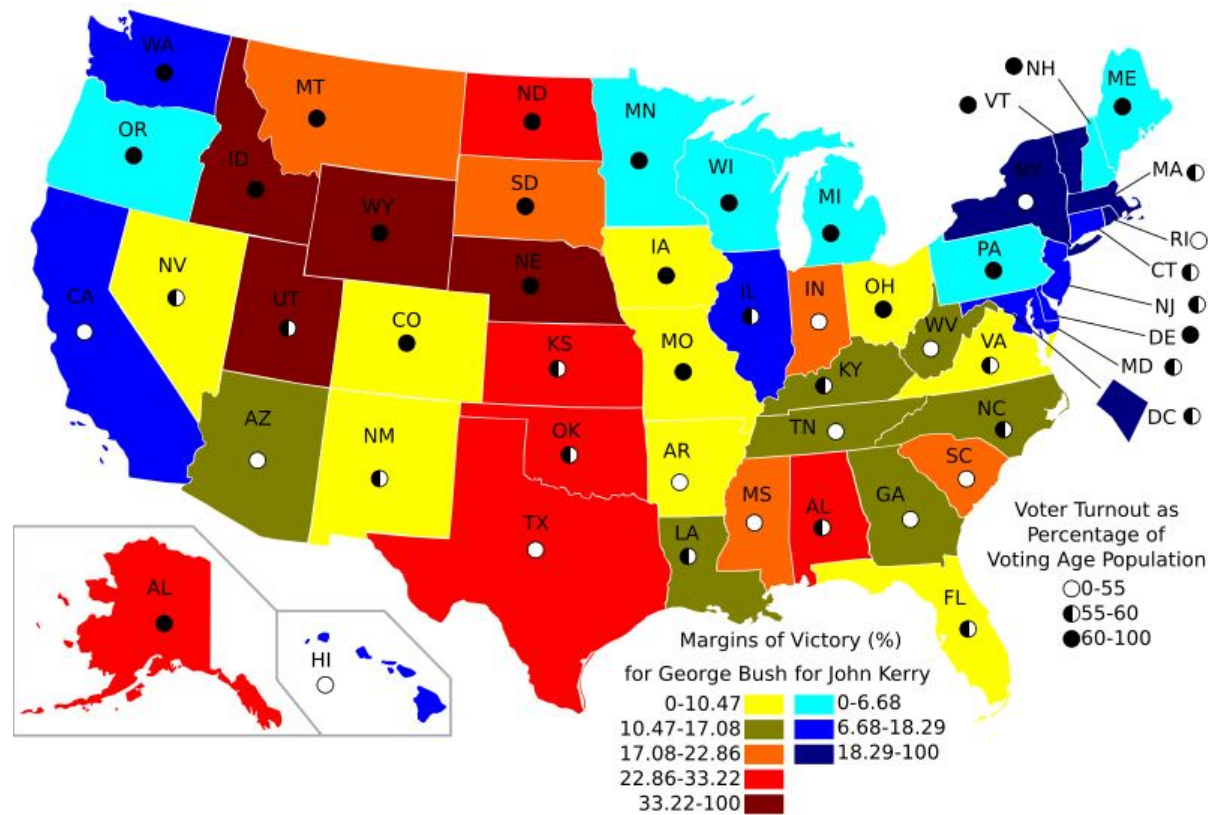 WA
MT
ND
MN
NH
ME
VT
OR
ID
SD
WI
MI
NY
MA
WY
RI
CT
PA
NJ
IA
NE
NV
OH
IL
IN
DE
CA
UT
CO
WV
VA
MD
KS
MO
KY
DC
AZ
NM
OK
TN
NC
AR
SC
MS
AL
GA
TX
LA
Voter Turnout as
Percentage of
Voting Age Population
0-55
55-60
60-100
FL
AL
HI
Margins of Victory (%)
for George Bush for John Kerry
0-10.47 0-6.68
10.47-17.08 6.68-18.29
17.08-22.86 18.29-100
22.86-33.22
33.22-100